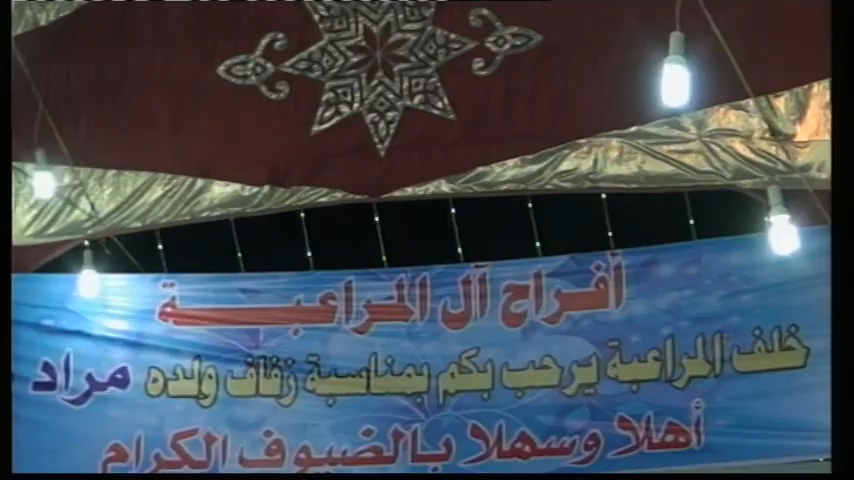 أفراح آل المراعبة
خلف المراعبة يرحب بكم بمناسبة زفاف ولده مراد
أهلا وسهلا بالضيوف الكرام